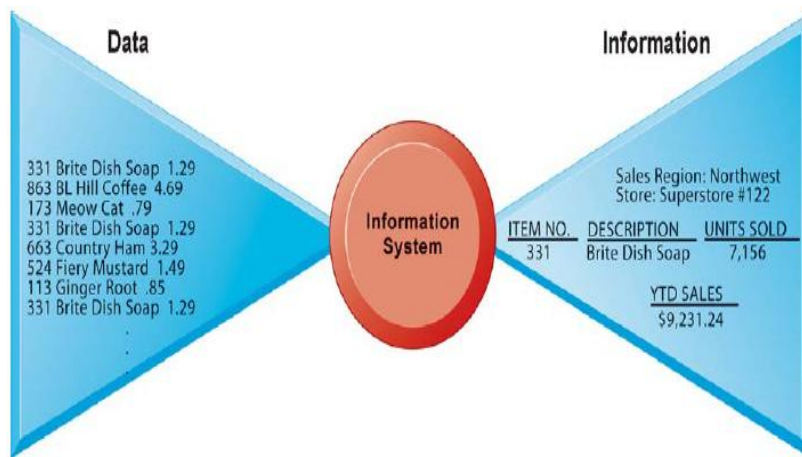 Data
331 Brite Dish Soap 1.29
863 BL Hill Coffee 4.69
173 Meow Cat .79
331 Brite Dish Soap 1.29
663 Country Ham 3.29
524 Fiery Mustard 1.49
113 Ginger Root .85
331 Brite Dish Soap 1.29
.
.
.
Information
System
Information
Sales Region: Northwest
Store: Superstore #122
ITEM NO. DESCRIPTION UNITS SOLD
331 Brite Dish Soap 7,156
YTD SALES
$9,231.24